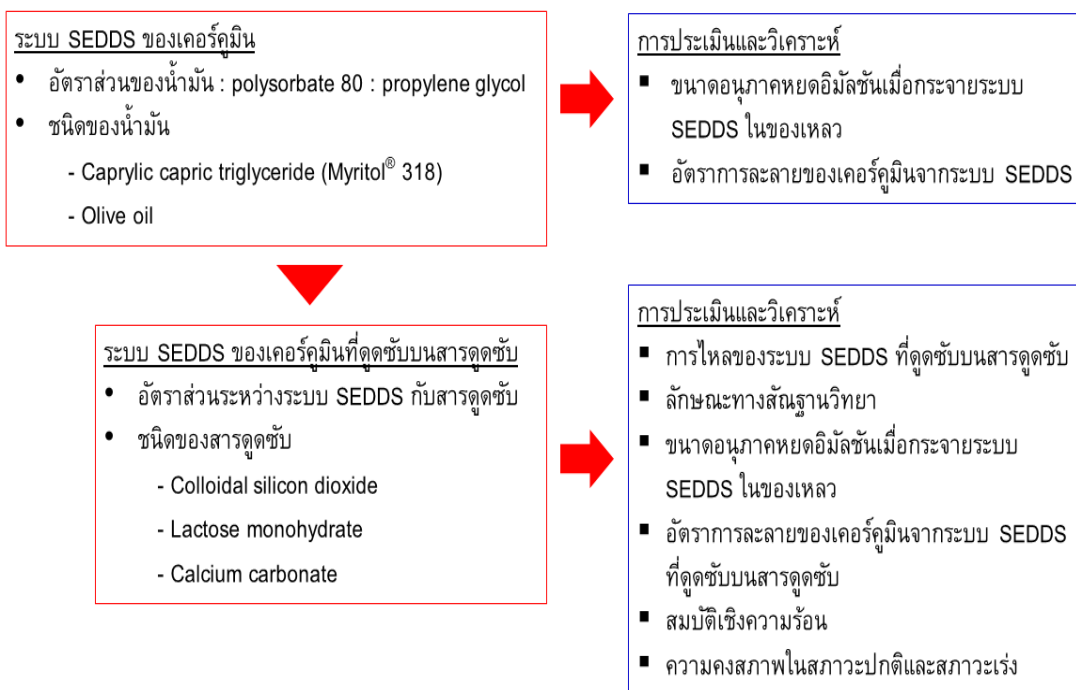 ระบบ SEDDS ของเคอร์คูมิน
• อัตราส่วนของน้ำมัน : polysorbate 80 : propylene glycol
• ชนิดของน้ำมัน
- Caprylic capric triglyceride (Myritol® 318)
- Olive oil
การประเมินและวิเคราะห์
▪ ขนาดอนุภาคหยดอิมัลชันเมื่อกระจายระบบ
SEDDS ในของเหลว
▪ อัตราการละลายของเคอร์คูมินจากระบบ SEDDS
ระบบ SEDDS ของเคอร์คูมินที่ดูดซับบนสารดูดซับ
• อัตราส่วนระหว่างระบบ SEDDS กับสารดูดซับ
• ชนิดของสารดูดซับ
- Colloidal silicon dioxide
- Lactose monohydrate
- Calcium carbonate
การประเมินและวิเคราะห์
▪ การไหลของระบบ SEDDS ที่ดูดซับบนสารดูดซับ
▪ ลักษณะทางสัณฐานวิทยา
▪ ขนาดอนุภาคหยดอิมัลชันเมื่อกระจายระบบ
SEDDS ในของเหลว
▪ อัตราการละลายของเคอร์คูมินจากระบบ SEDDS
ที่ดูดซับบนสารดูดซับ
▪ สมบัติเชิงความร้อน
▪ ความคงสภาพในสภาวะปกติและสภาวะเร่ง